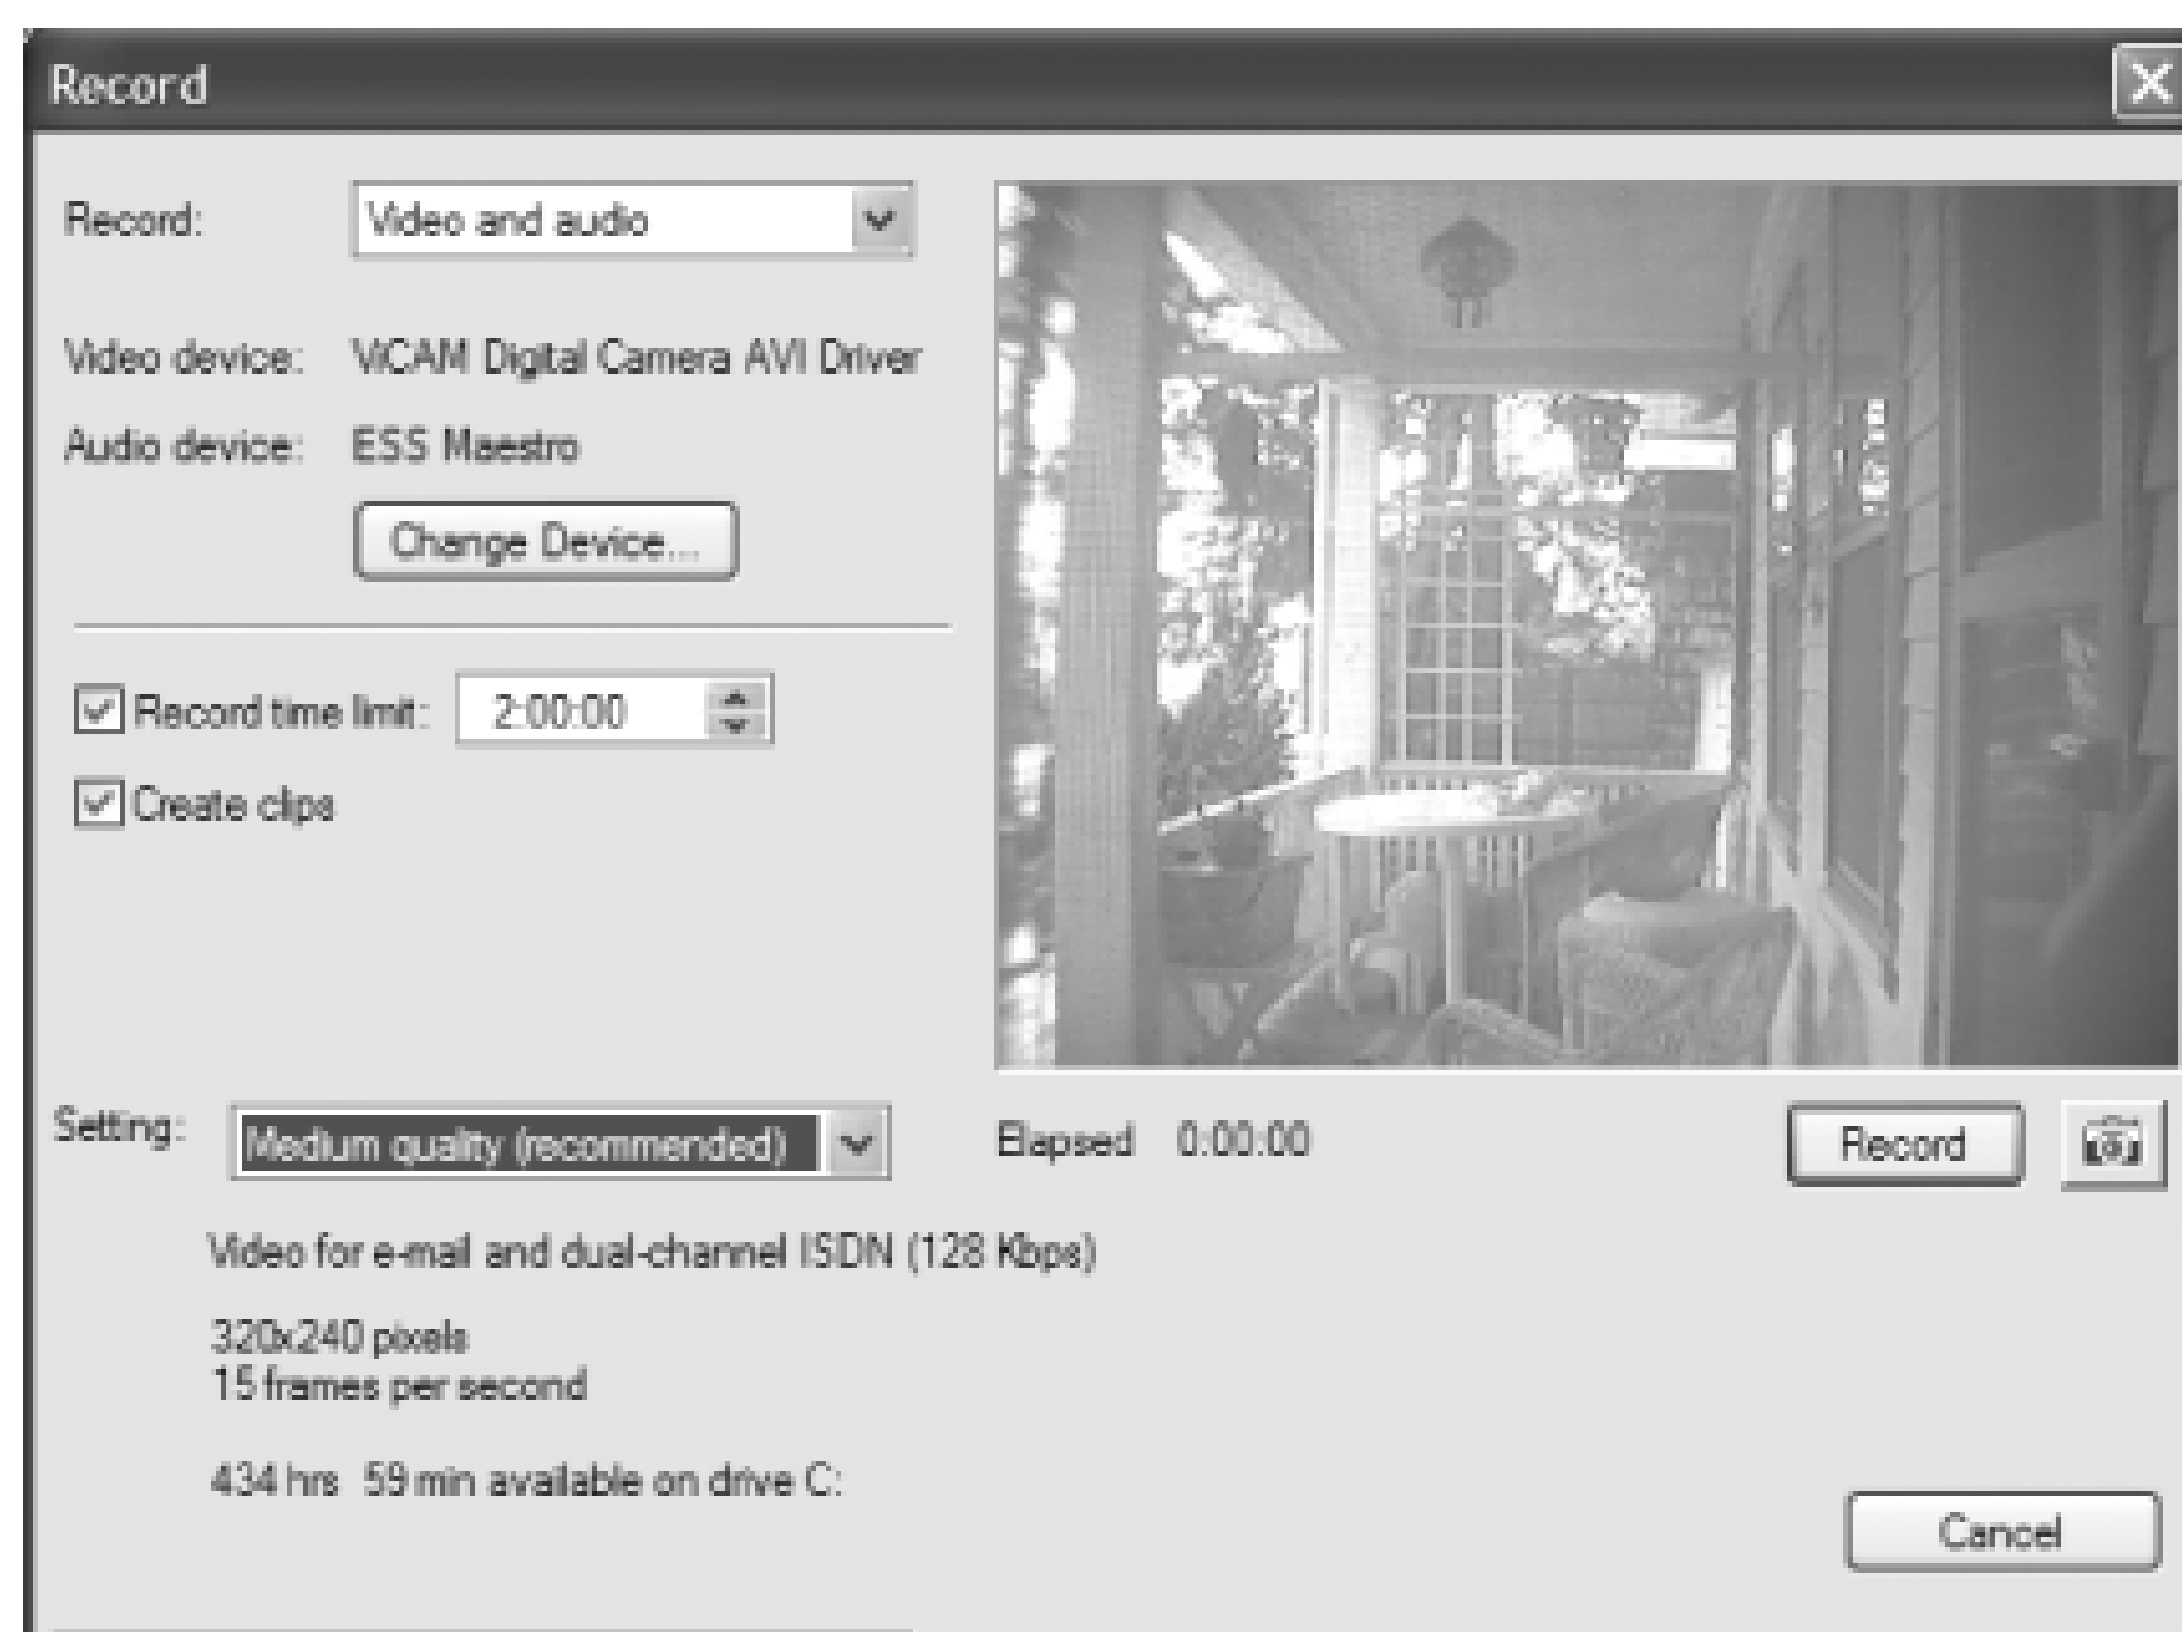 Record
Record: Video and audio
Video device: ViCAM Digital Camera AVI Driver
Audio device: ESS Maestro
Change Device...
Record time limit: 2:00:00
Create clips
Setting: Medium quality (recommended)
Elapsed 0:00:00
Record
Video for e-mail and dual-channel ISDN (128 Kbps)
320x240 pixels
15 frames per second
434 hrs 59 min available on drive C:
Cancel